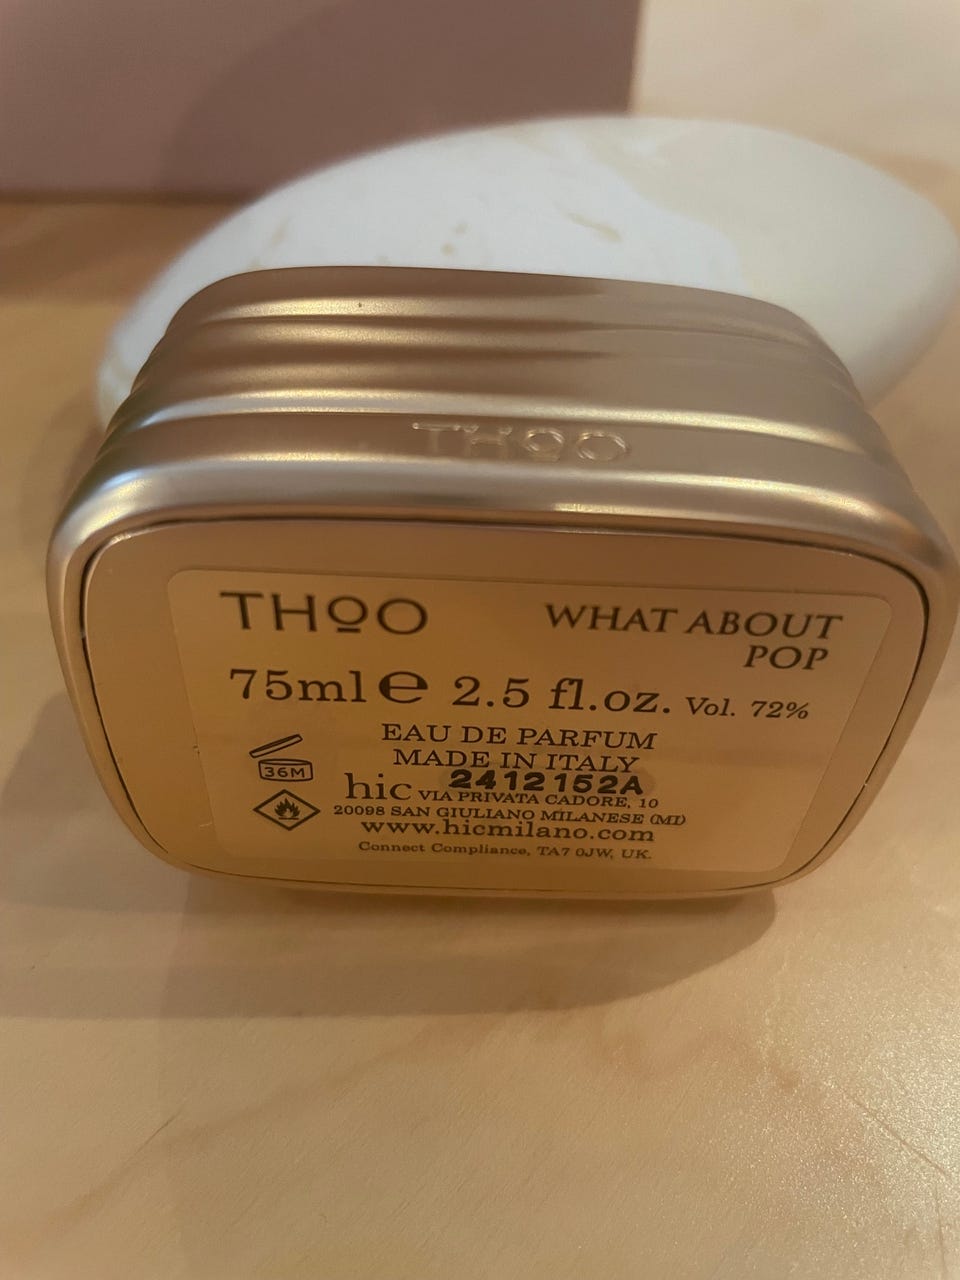 THOO
THOO
WHAT ABOUT
POP
75ml ℮ 2.5 fl.oz. Vol. 72%
EAU DE PARFUM
MADE IN ITALY
36M
2412152A
hic VIA PRIVATA CADORE, 10
20098 SAN GIULIANO MILANESE (MI)
www.hicmilano.com
Connect Compliance, TA7 0JW, UK.